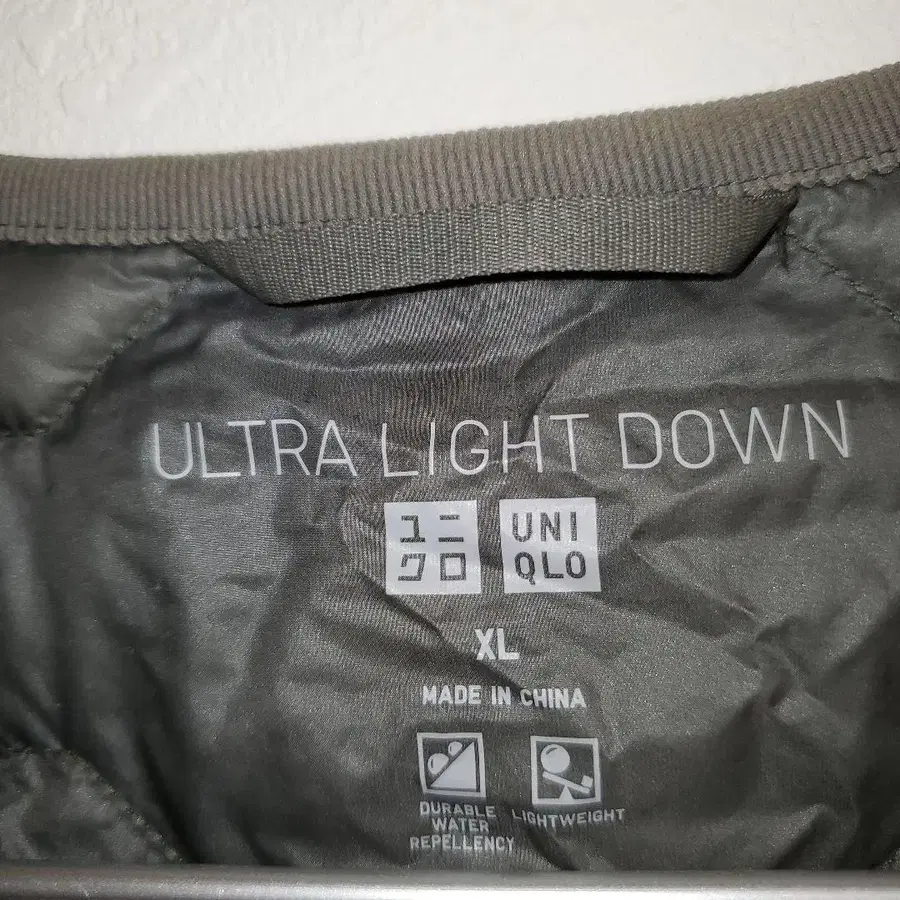 ULTRA LIGHT DOWN
ユニ
クロ
UNI
QLO
XL
MADE IN CHINA
DURABLE
WATER
REPELLENCY
LIGHTWEIGHT